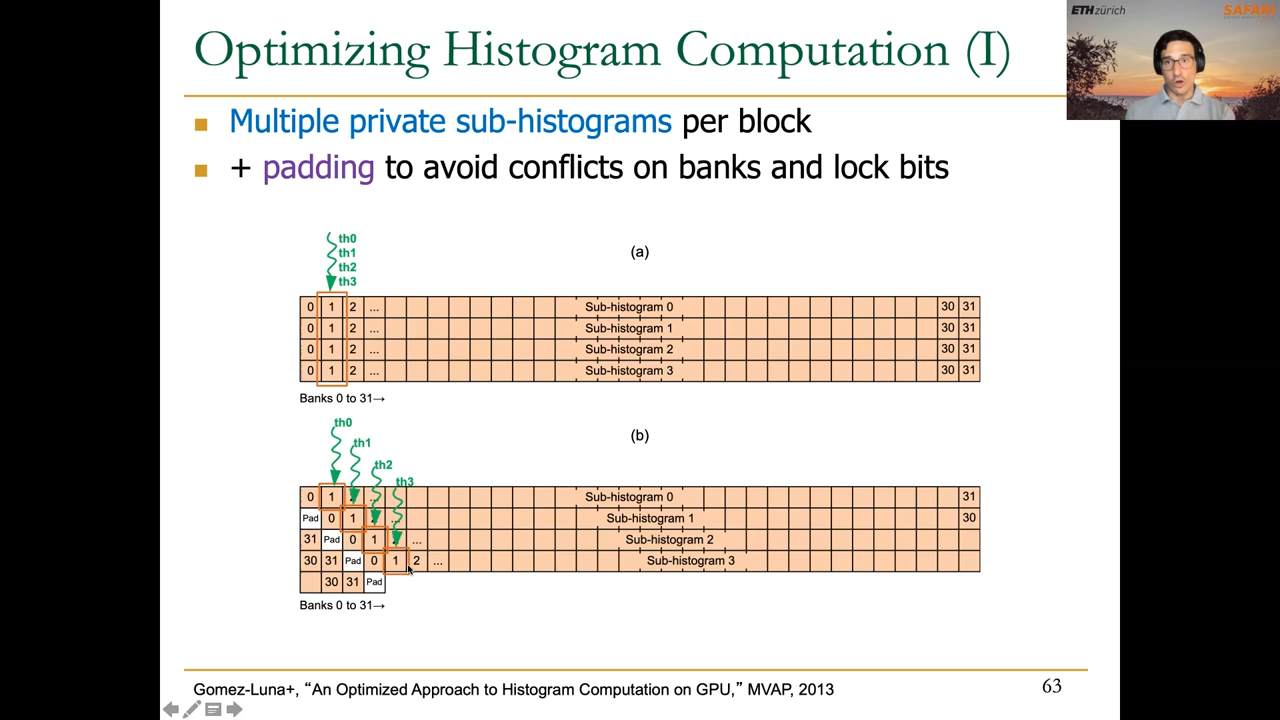 Optimizing Histogram Computation (I)
ETH zürich
SAFARI
Multiple private sub-histograms per block
+ padding to avoid conflicts on banks and lock bits
th0
th1
th2
th3
(a)
0 1 2 ... Sub-histogram 0 30 31
0 1 2 ... Sub-histogram 1 30 31
0 1 2 ... Sub-histogram 2 30 31
0 1 2 ... Sub-histogram 3 30 31
Banks 0 to 31→
(b)
th0
th1
th2
th3
0 1 ... Sub-histogram 0 31
Pad 0 1 ... Sub-histogram 1 30
31 Pad 0 1 ... Sub-histogram 2
30 31 Pad 0 1 2 ... Sub-histogram 3
30 31 Pad
Banks 0 to 31→
Gomez-Luna+, “An Optimized Approach to Histogram Computation on GPU,” MVAP, 2013
63